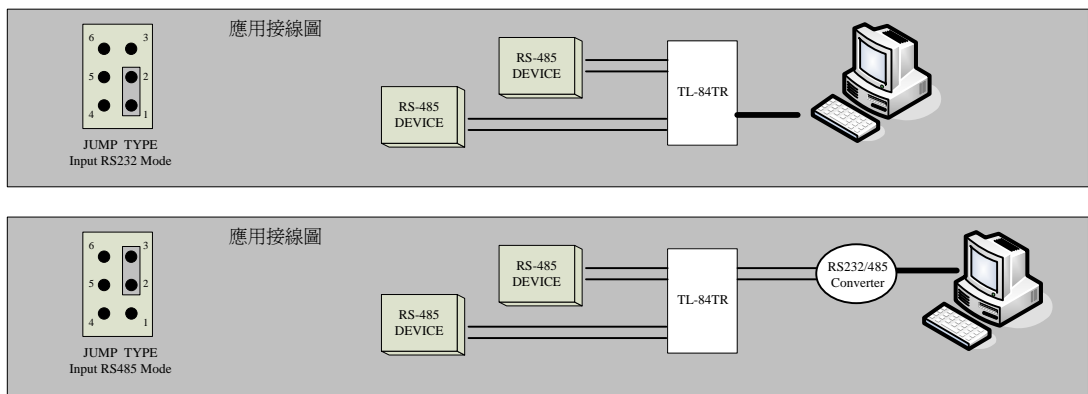 應用接線圖
6 3
5 2
4 1
JUMP TYPE
Input RS232 Mode
RS-485
DEVICE
RS-485
DEVICE
TL-84TR
應用接線圖
6 3
5 2
4 1
JUMP TYPE
Input RS485 Mode
RS-485
DEVICE
RS-485
DEVICE
TL-84TR
RS232/485
Converter